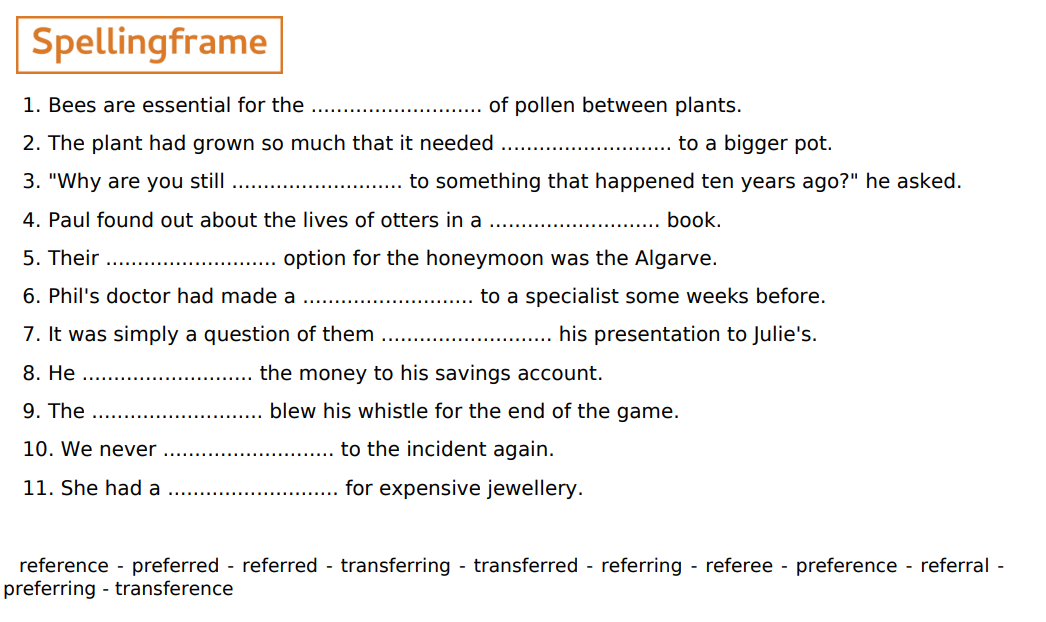 Spellingframe
1. Bees are essential for the ........................... of pollen between plants.
2. The plant had grown so much that it needed ........................... to a bigger pot.
3. "Why are you still ........................... to something that happened ten years ago?" he asked.
4. Paul found out about the lives of otters in a ........................... book.
5. Their ........................... option for the honeymoon was the Algarve.
6. Phil's doctor had made a ........................... to a specialist some weeks before.
7. It was simply a question of them ........................... his presentation to Julie's.
8. He ........................... the money to his savings account.
9. The ........................... blew his whistle for the end of the game.
10. We never ........................... to the incident again.
11. She had a ........................... for expensive jewellery.
reference - preferred - referred - transferring - transferred - referring - referee - preference - referral -
preferring - transference